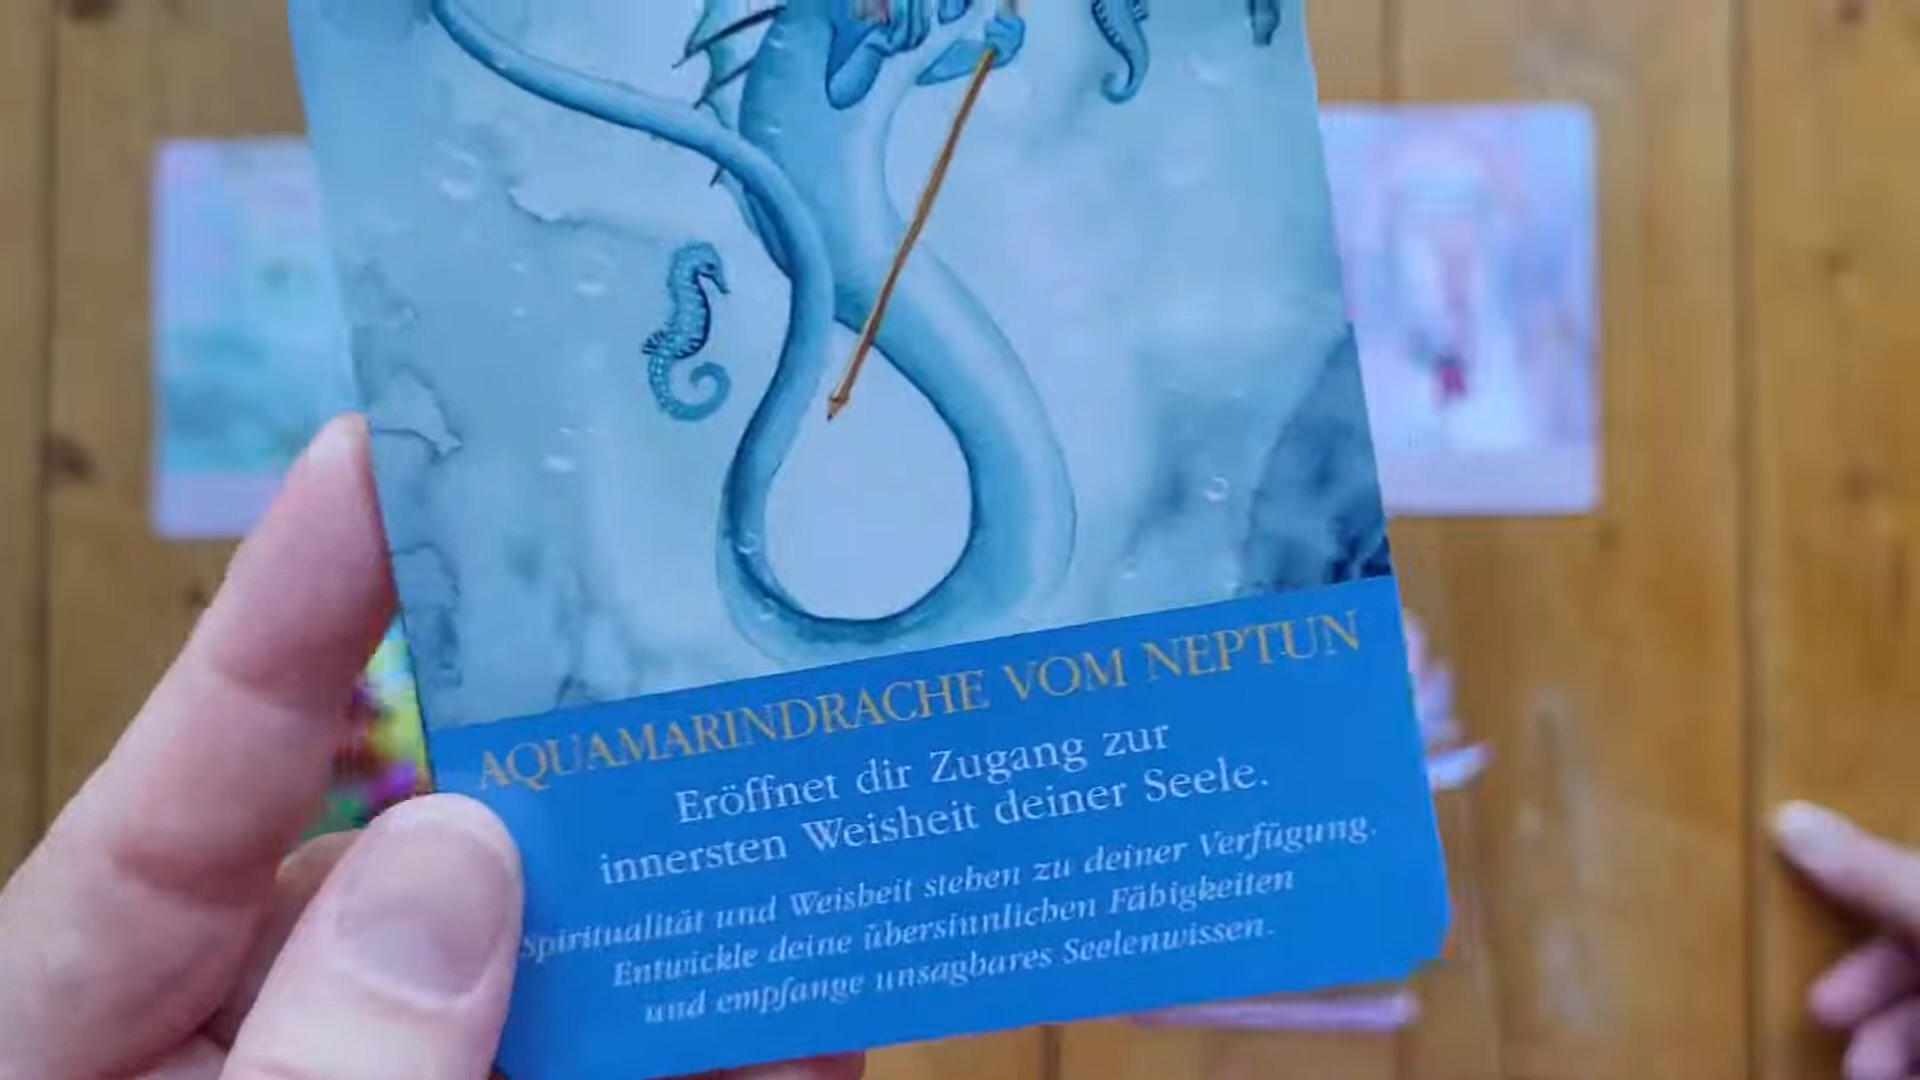 AQUAMARINDRACHE VOM NEPTUN
Eröffnet dir Zugang zur
innersten Weisheit deiner Seele.
Spiritualität und Weisheit stehen zu deiner Verfügung.
Entwickle deine übersinnlichen Fähigkeiten
und empfange unsagbares Seelenwissen.